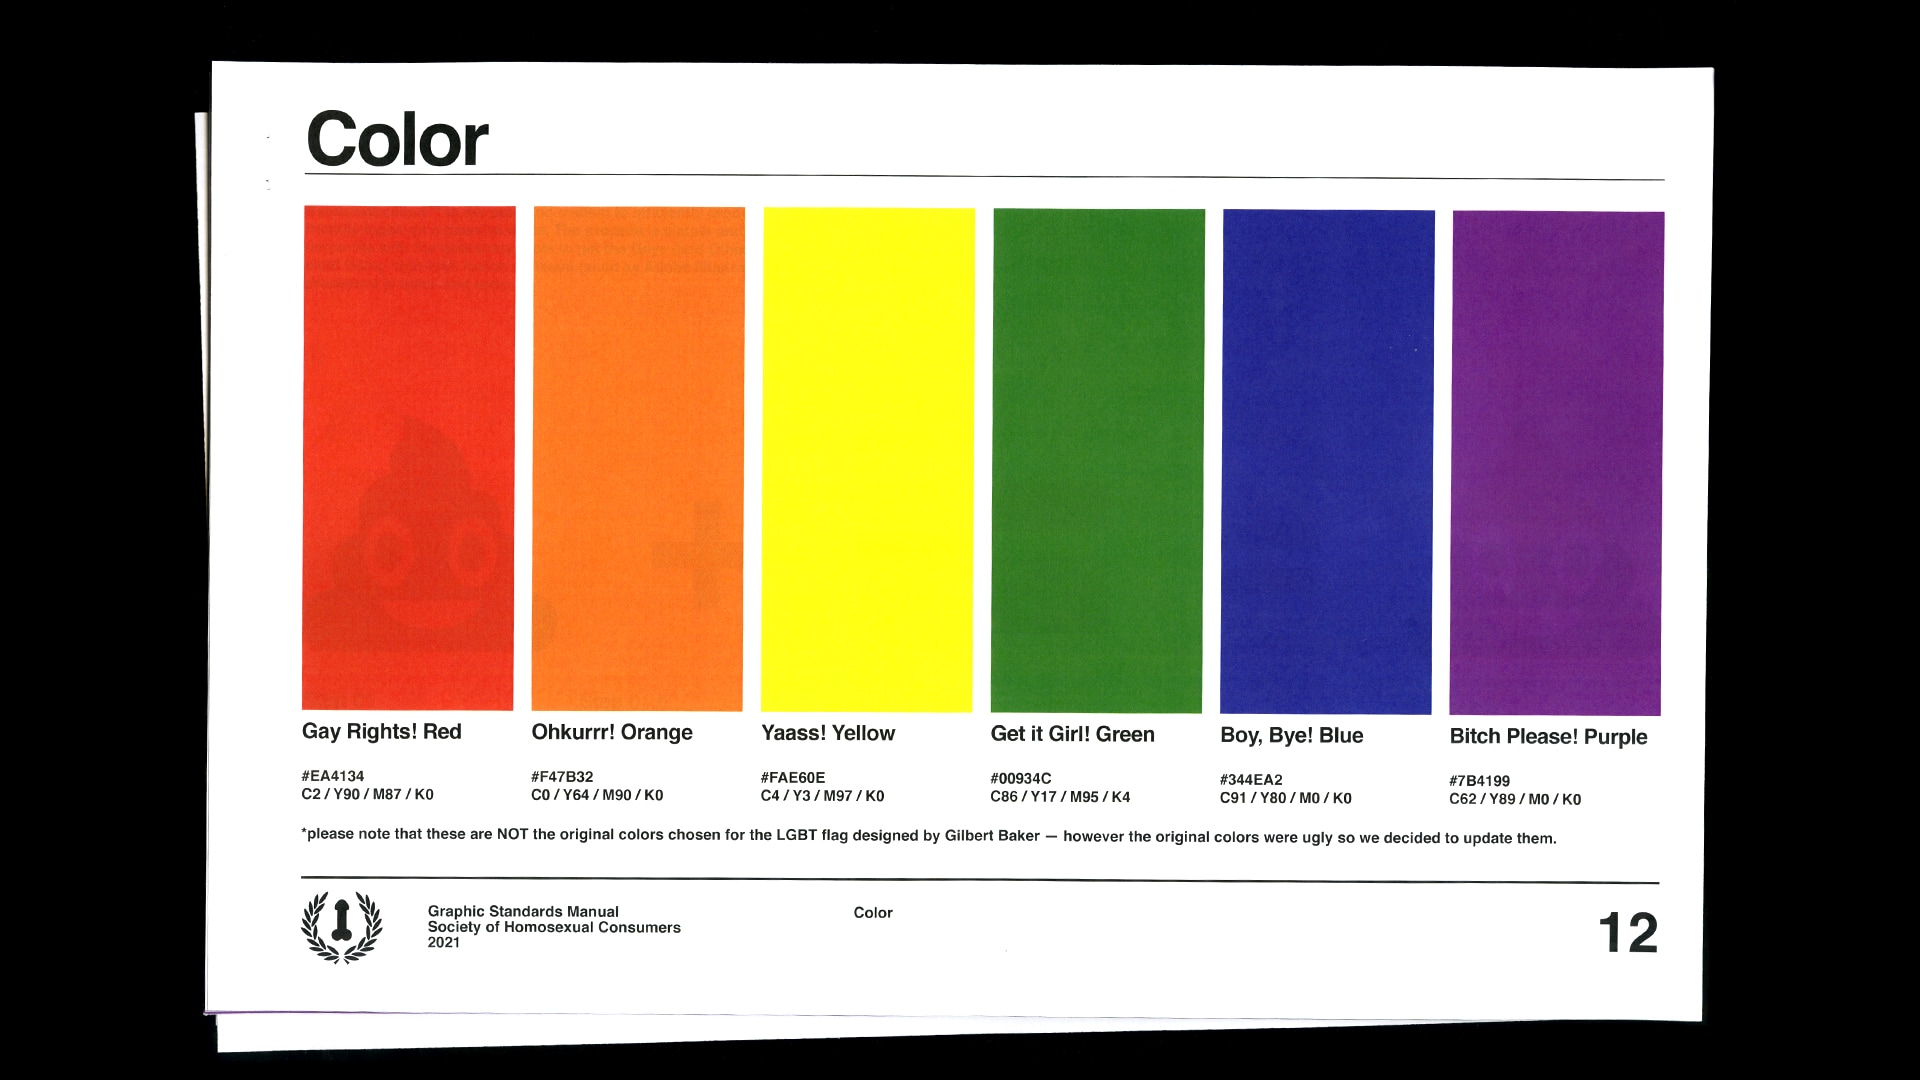 Color
Gay Rights! Red
#EA4134
C2 / Y90 / M87 / K0
Ohkurrr! Orange
#F47B32
C0 / Y64 / M90 / K0
Yaass! Yellow
#FAE60E
C4 / Y3 / M97 / K0
Get it Girl! Green
#00934C
C86 / Y17 / M95 / K4
Boy, Bye! Blue
#344EA2
C91 / Y80 / M0 / K0
Bitch Please! Purple
#7B4199
C62 / Y89 / M0 / K0
*please note that these are NOT the original colors chosen for the LGBT flag designed by Gilbert Baker — however the original colors were ugly so we decided to update them.
Graphic Standards Manual
Society of Homosexual Consumers
2021
Color
12